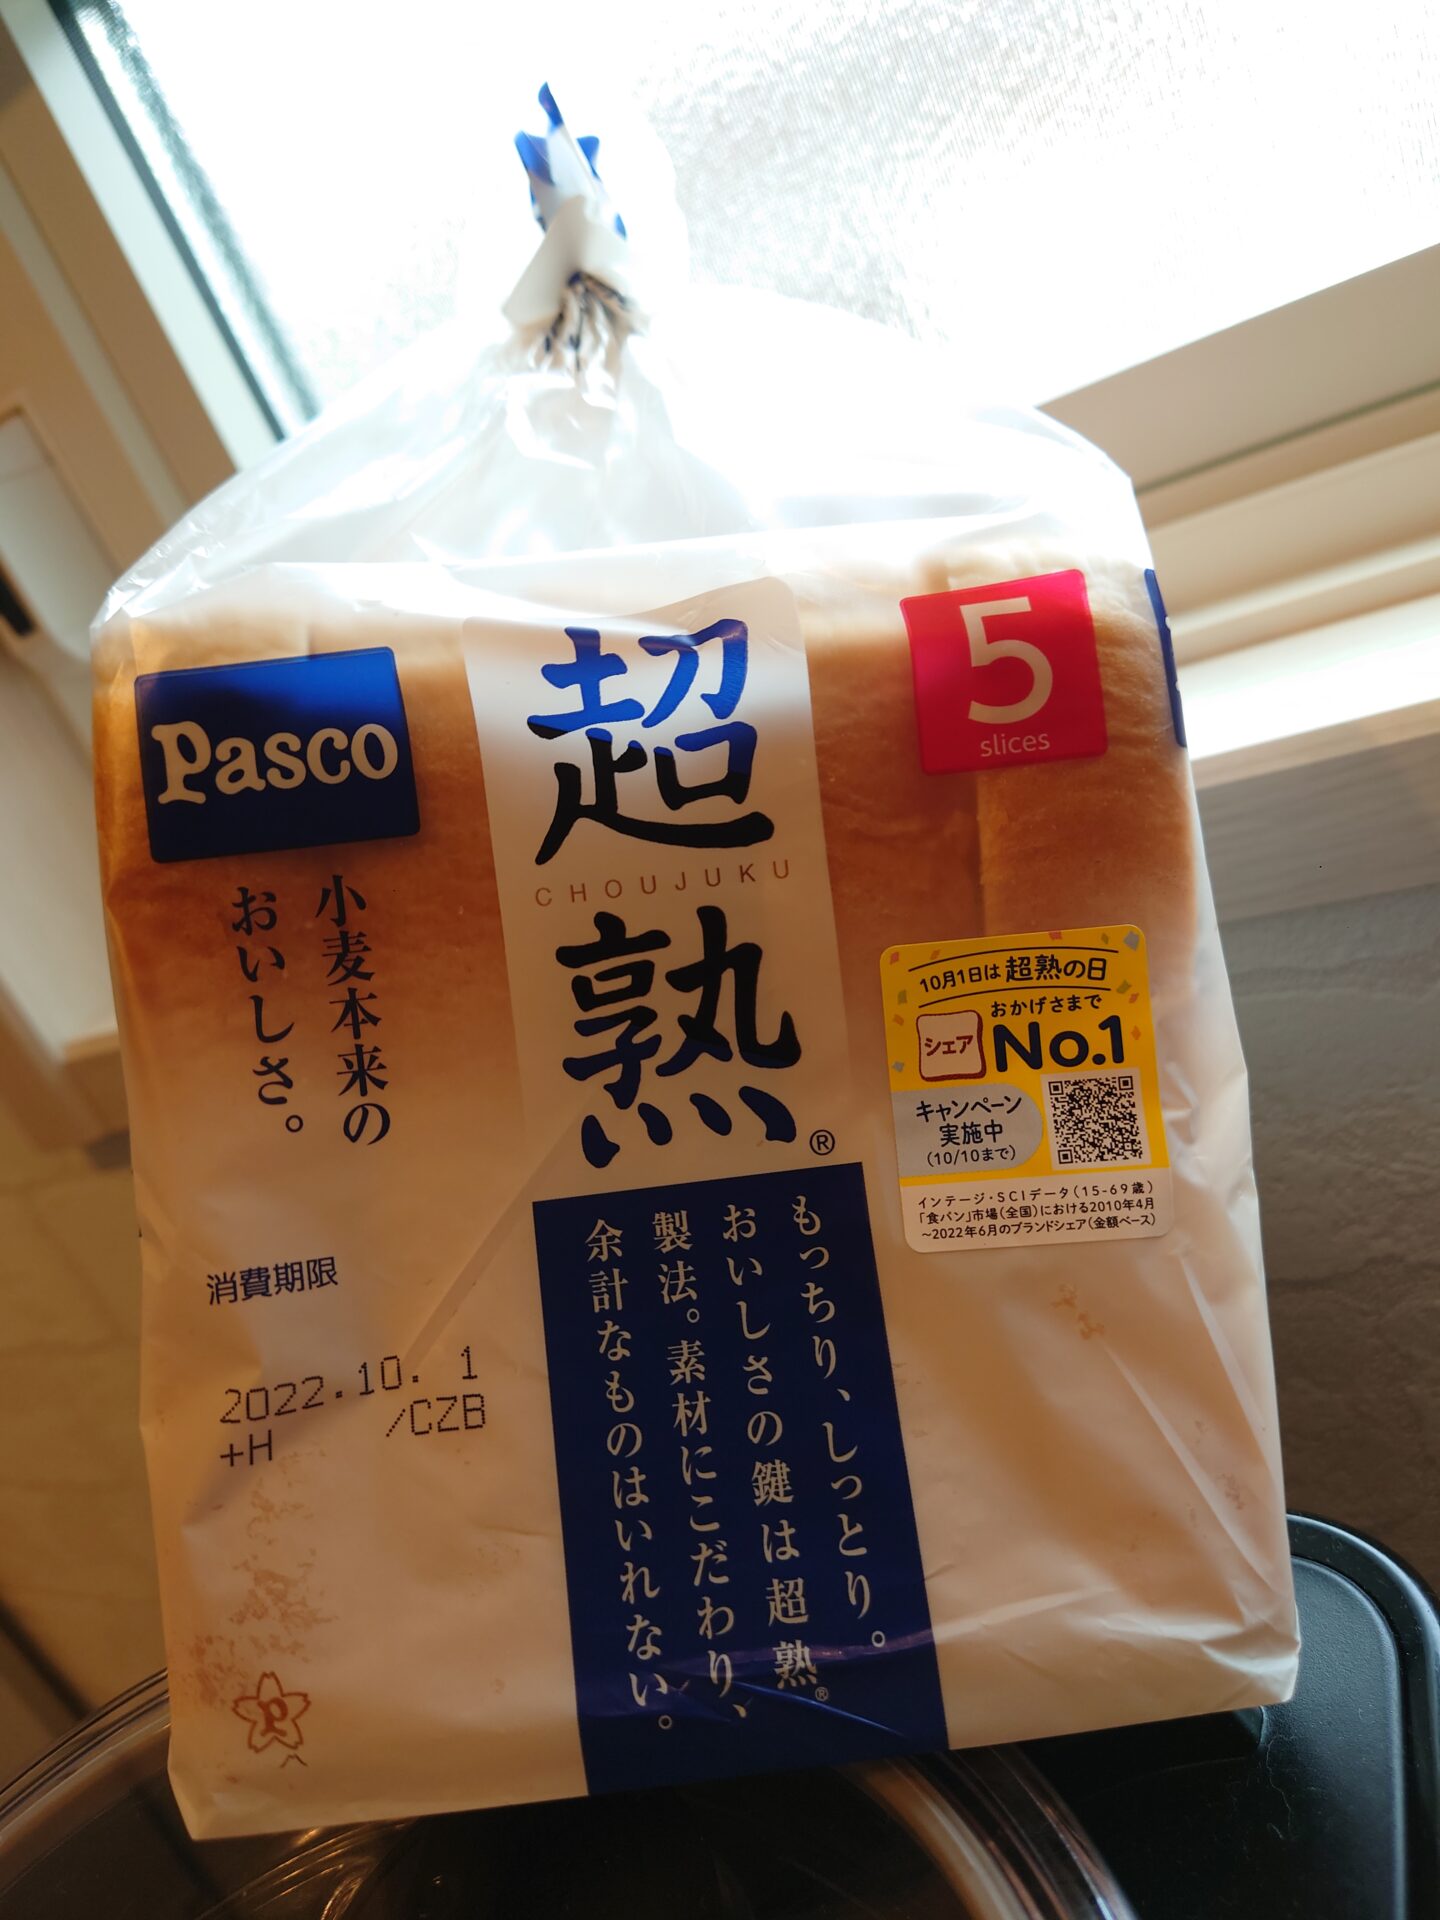 Pasco
小麦本来の
おいしさ。
超
CHOUJUKU
熟®
5
slices
10月1日は超熟の日
おかげさまで
シェア
No.1
キャンペーン
実施中
(10/10まで)
インテージ・SCIデータ(15-69歳)
「食パン」市場(全国)における2010年4月
~2022年6月のブランドシェア(金額ベース)
もっちり、しっとり。
おいしさの鍵は超熟®
製法。素材にこだわり、
余計なものはいれない。
消費期限
2022.10. 1
/CZB
+H
P